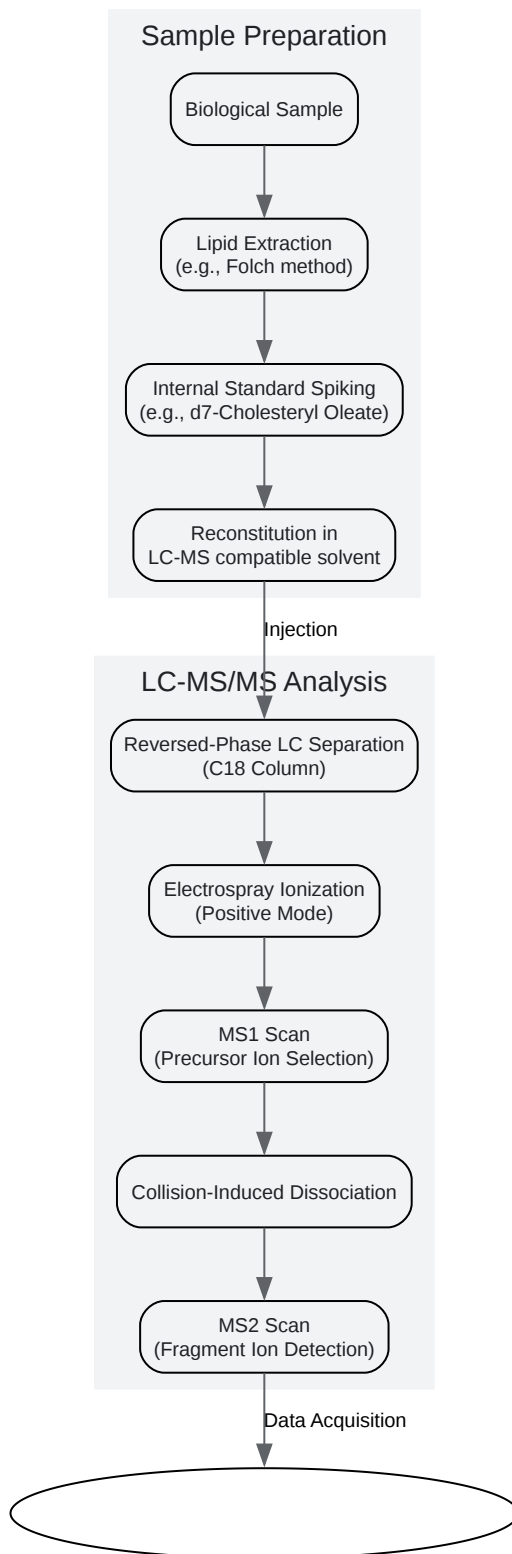 Sample Preparation
Biological Sample
Lipid Extraction
(e.g., Folch method)
Internal Standard Spiking
(e.g., d7-Cholesteryl Oleate)
Reconstitution in
LC-MS compatible solvent
Injection
LC-MS/MS Analysis
Reversed-Phase LC Separation
(C18 Column)
Electrospray Ionization
(Positive Mode)
MS1 Scan
(Precursor Ion Selection)
Collision-Induced Dissociation
MS2 Scan
(Fragment Ion Detection)
Data Acquisition